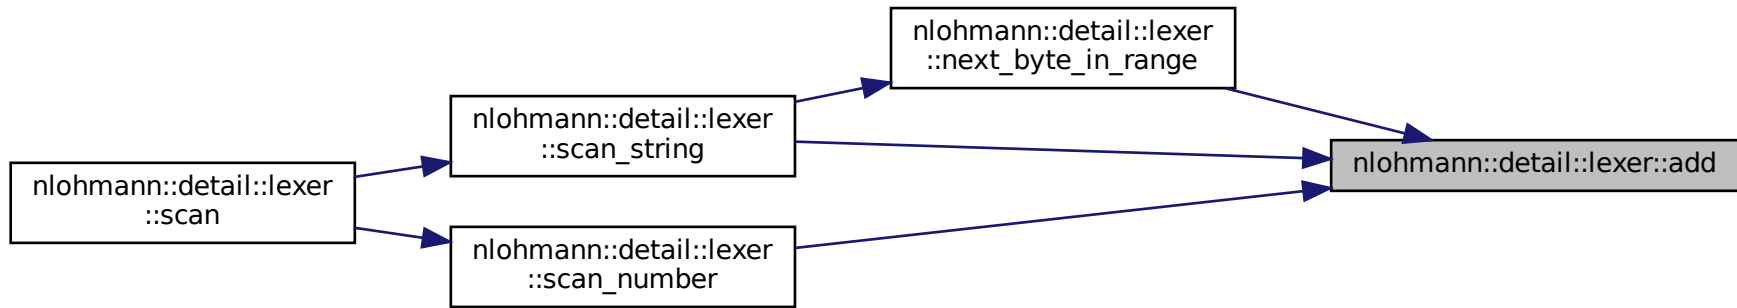 nlohmann::detail::lexer
::next_byte_in_range
nlohmann::detail::lexer
::scan_string
nlohmann::detail::lexer::add
nlohmann::detail::lexer
::scan
nlohmann::detail::lexer
::scan_number